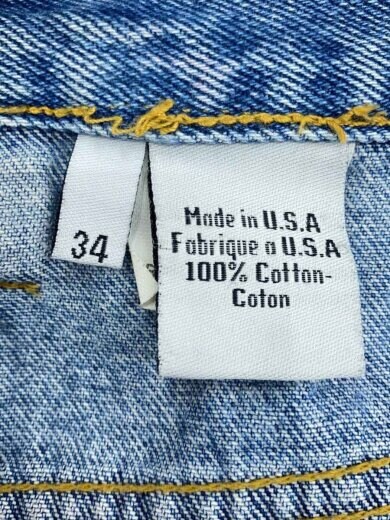 34
Made in U.S.A
Fabrique a U.S.A
100% Cotton-
Coton